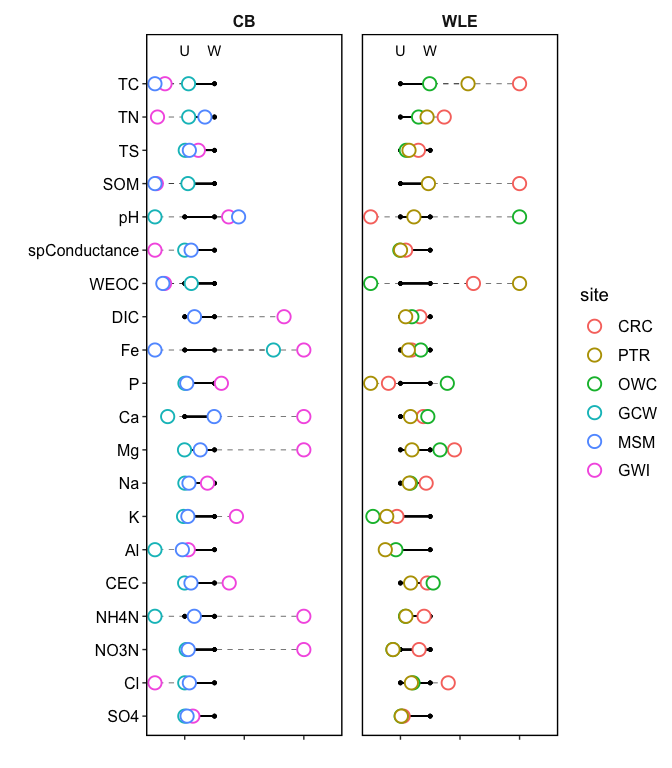 CB
WLE
U W
U W
TC
TN
TS
SOM
pH
spConductance
WEOC
DIC
Fe
P
Ca
Mg
Na
K
Al
CEC
NH4N
NO3N
Cl
SO4
site
CRC
PTR
OWC
GCW
MSM
GWI